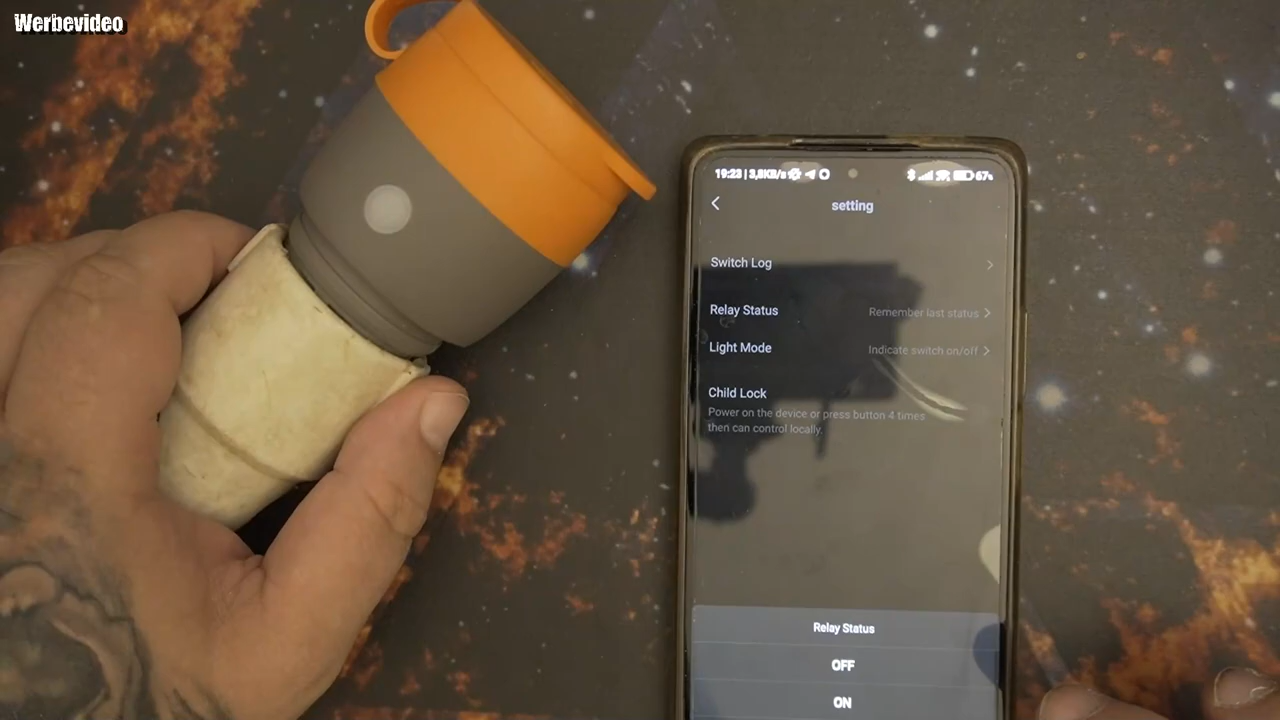 Werbevideo
19:23 | 3,8KB/s
67%
setting
Switch Log
Relay Status
Remember last status
Light Mode
Indicate switch on/off
Child Lock
Power on the device or press button 4 times
then can control locally.
Relay Status
OFF
ON